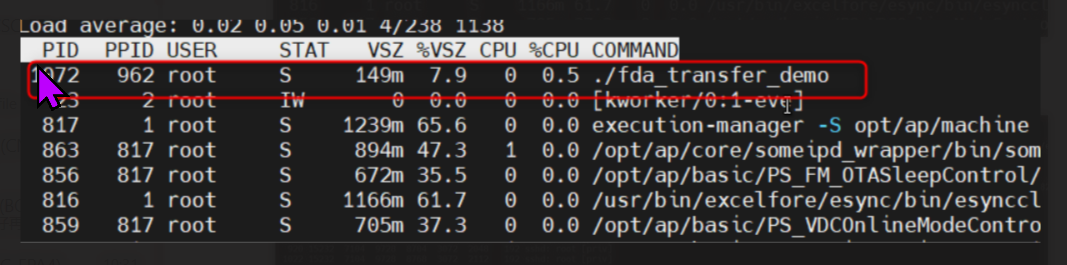 Load average: 0.02 0.05 0.01 4/238 1138
PID PPID USER STAT VSZ %VSZ CPU %CPU COMMAND
1072 962 root S 149m 7.9 0 0.5 ./fda_transfer_demo
2 root IW 0 0.0 0 0.0 [kworker/0:1-eve]
817 1 root S 1239m 65.6 0 0.0 execution-manager -S opt/ap/machine
863 817 root S 894m 47.3 1 0.0 /opt/ap/core/someipd_wrapper/bin/som
856 817 root S 672m 35.5 0 0.0 /opt/ap/basic/PS_FM_OTASleepControl/
816 1 root S 1166m 61.7 0 0.0 /usr/bin/excelfore/esync/bin/esynccl
859 817 root S 705m 37.3 0 0.0 /opt/ap/basic/PS_VDCOnlineModeContro